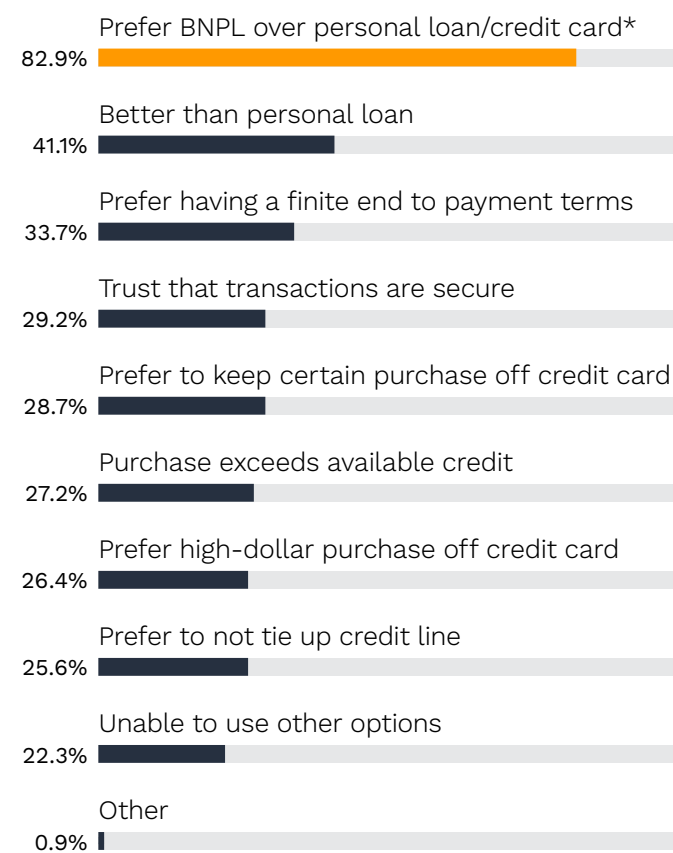 Prefer BNPL over personal loan/credit card*
82.9%
Better than personal loan
41.1%
Prefer having a finite end to payment terms
33.7%
Trust that transactions are secure
29.2%
Prefer to keep certain purchase off credit card
28.7%
Purchase exceeds available credit
27.2%
Prefer high-dollar purchase off credit card
26.4%
Prefer to not tie up credit line
25.6%
Unable to use other options
22.3%
Other
0.9%